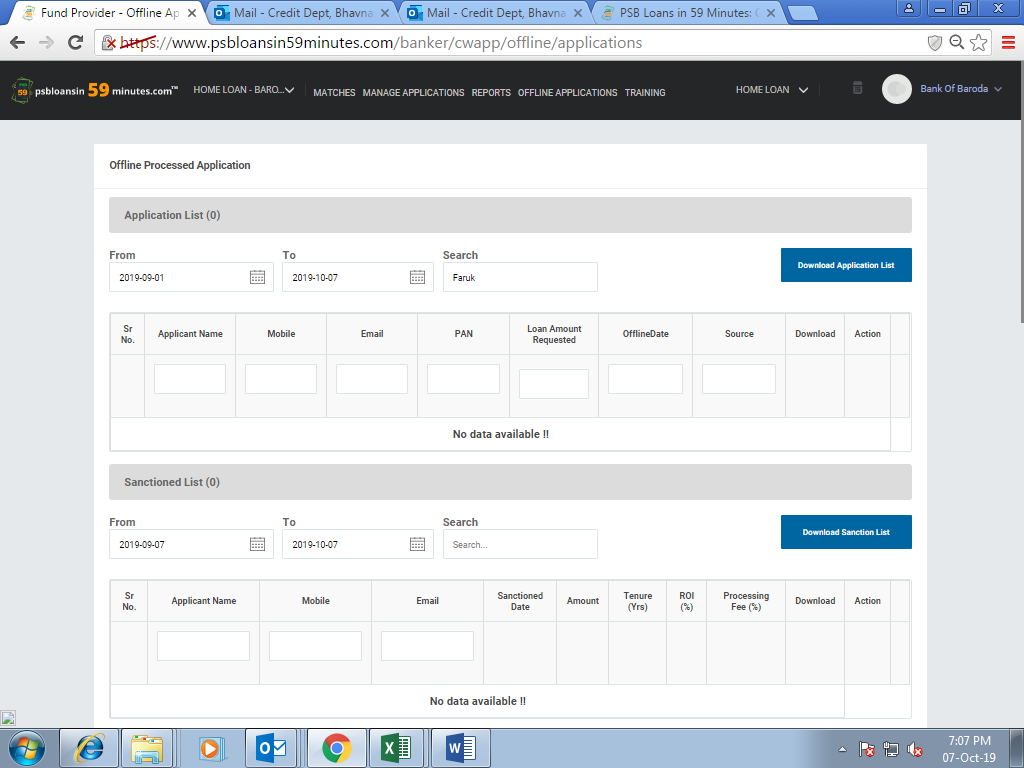 Fund Provider - Offline Ap
Mail - Credit Dept, Bhavna
Mail - Credit Dept, Bhavna
PSB Loans in 59 Minutes:
https://www.psbloansin59minutes.com/banker/cwapp/offline/applications
psbloansin 59 minutes.com™
HOME LOAN - BARO...
MATCHES
MANAGE APPLICATIONS
REPORTS
OFFLINE APPLICATIONS
TRAINING
HOME LOAN
Bank Of Baroda
Offline Processed Application
Application List (0)
From
To
Search
2019-09-01
2019-10-07
Faruk
Download Application List
Sr No.
Applicant Name
Mobile
Email
PAN
Loan Amount Requested
OfflineDate
Source
Download
Action
No data available !!
Sanctioned List (0)
From
To
Search
2019-09-07
2019-10-07
Search...
Download Sanction List
Sr No.
Applicant Name
Mobile
Email
Sanctioned Date
Amount
Tenure (Yrs)
ROI (%)
Processing Fee (%)
Download
Action
No data available !!
7:07 PM
07-Oct-19